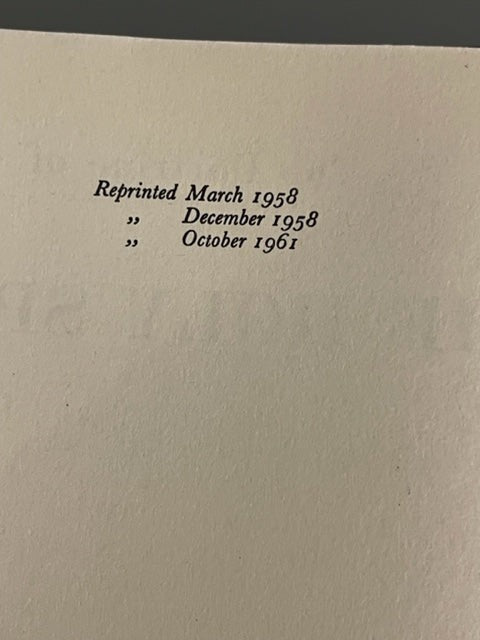 Reprinted March 1958
„ December 1958
„ October 1961